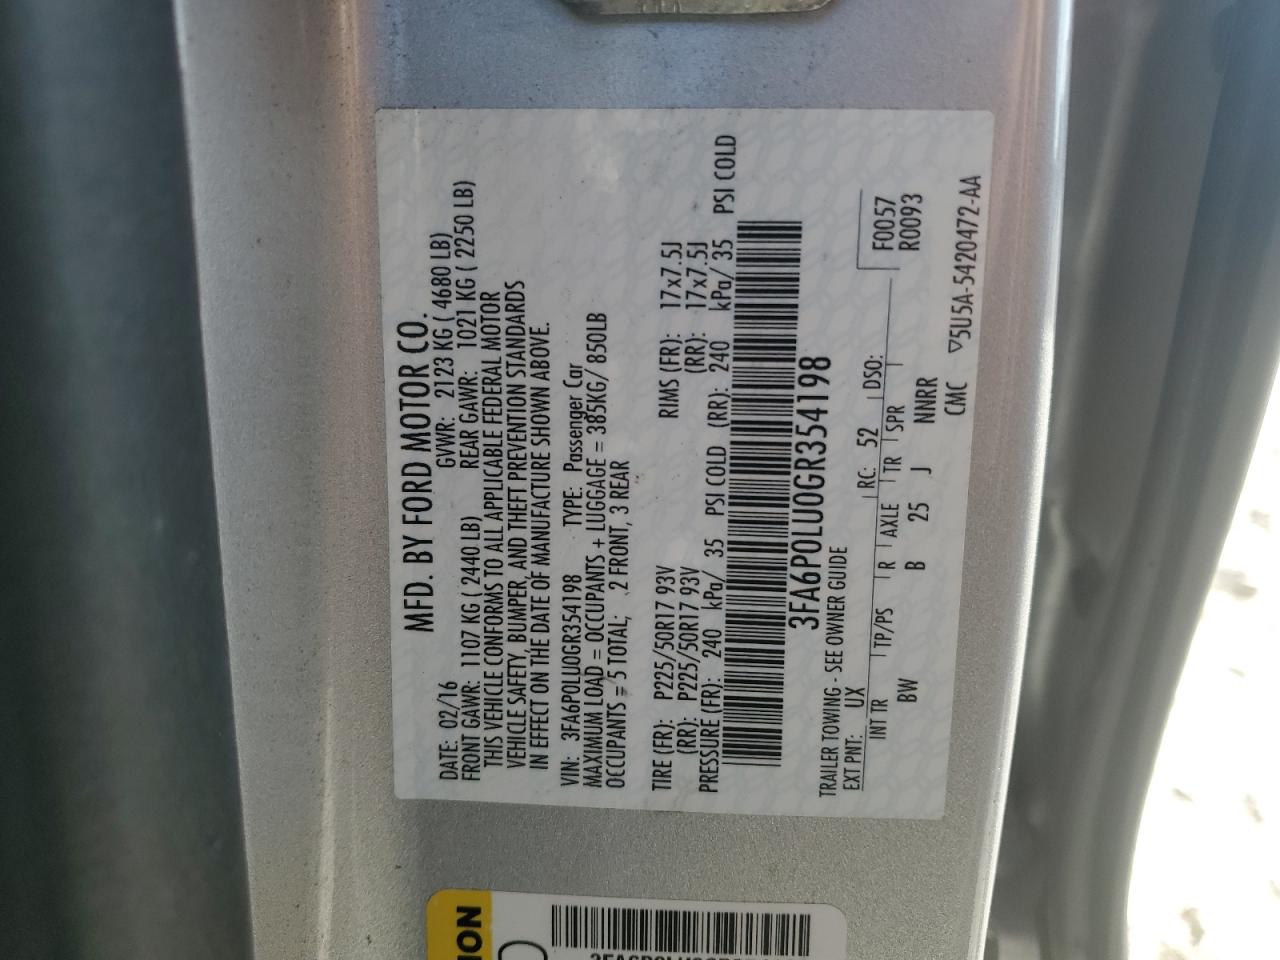 MFD. BY FORD MOTOR CO.
DATE: 02/16 GVWR: 2123 KG ( 4680 LB)
FRONT GAWR: 1107 KG ( 2440 LB) REAR GAWR: 1021 KG ( 2250 LB)
THIS VEHICLE CONFORMS TO ALL APPLICABLE FEDERAL MOTOR
VEHICLE SAFETY, BUMPER, AND THEFT PREVENTION STANDARDS
IN EFFECT ON THE DATE OF MANUFACTURE SHOWN ABOVE.
VIN: 3FA6P0LU0GR354198 TYPE: Passenger Car
MAXIMUM LOAD = OCCUPANTS + LUGGAGE = 385KG/ 850LB
OCCUPANTS = 5 TOTAL; 2 FRONT, 3 REAR
TIRE (FR): P225/50R17 93V RIMS (FR): 17x7.5J
(RR): P225/50R17 93V (RR): 17x7.5J
PRESSURE (FR): 240 kPa/ 35 PSI COLD (RR): 240 kPa/ 35 PSI COLD
3FA6P0LU0GR354198
TRAILER TOWING - SEE OWNER GUIDE
EXT PNT: UX RC: 52 DSO: F0057
INT TR TP/PS R AXLE TR SPR R0093
BW B 25 J NNRR
CMC ▽5U5A-5420472-AA